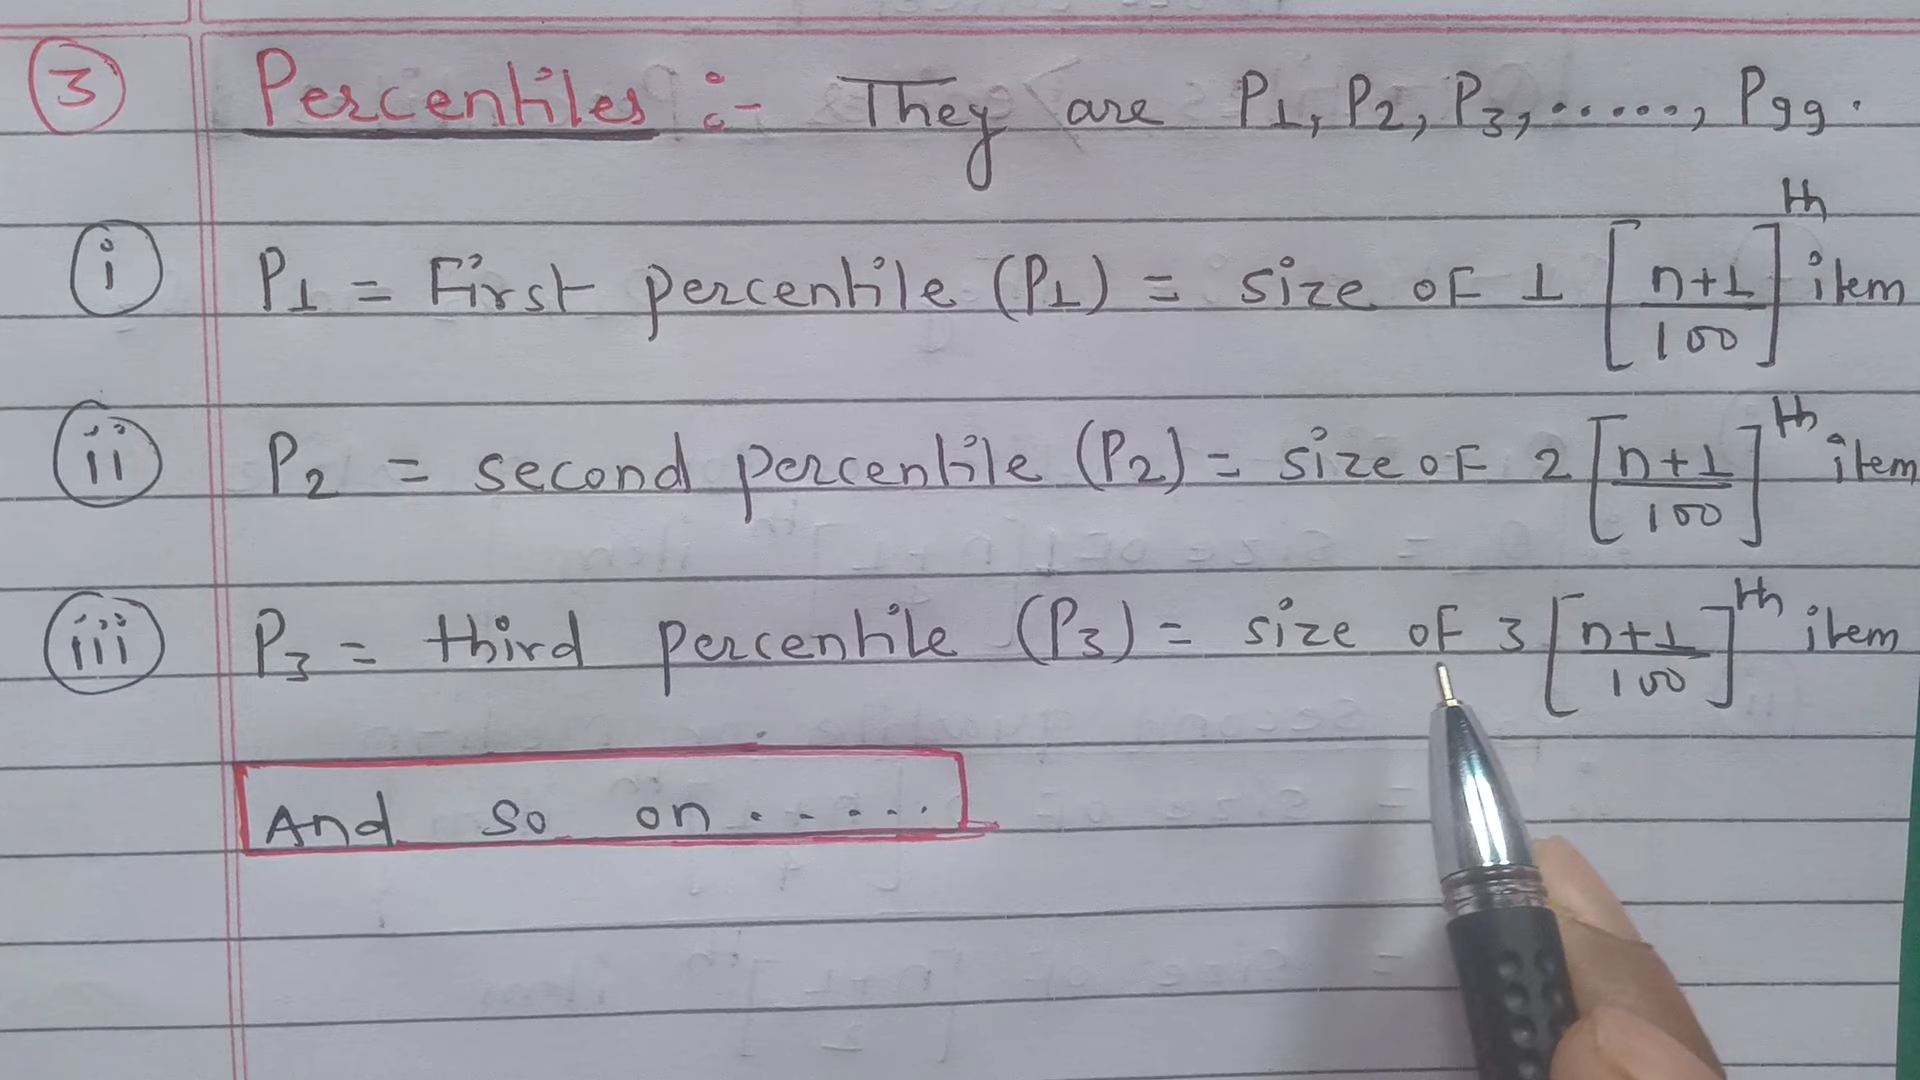 ③ Percentiles :- They are P1, P2, P3, ......, P99.
ⓘ P1 = First percentile (P1) = size of 1 [n+1/100]th item
ⅱ P2 = second percentile (P2) = size of 2 [n+1/100]th item
ⅲ P3 = third percentile (P3) = size of 3 [n+1/100]th item
And so on .....